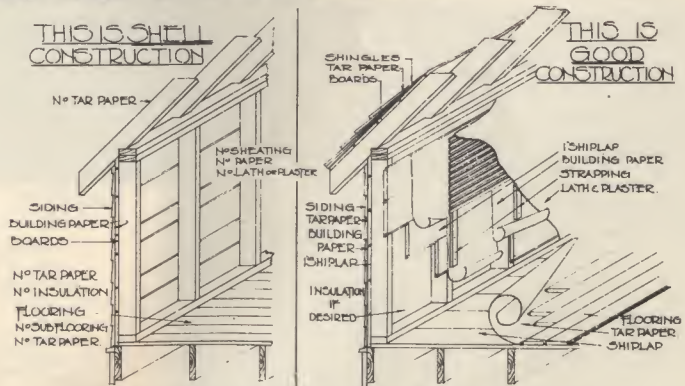 THIS IS SHELL
CONSTRUCTION
No TAR PAPER
No SHEATING
No PAPER
No LATH OR PLASTER
SIDING
BUILDING PAPER
BOARDS
No TAR PAPER
No INSULATION
FLOORING
No SUBFLOORING
No TAR PAPER.
THIS IS
GOOD
CONSTRUCTION
SHINGLES
TAR PAPER
BOARDS
1" SHIPLAP
BUILDING PAPER
STRAPPING
LATH & PLASTER.
SIDING
TARPAPER
BUILDING
PAPER
1" SHIPLAP
INSULATION
IF
DESIRED
FLOORING
TAR PAPER
SHIPLAP